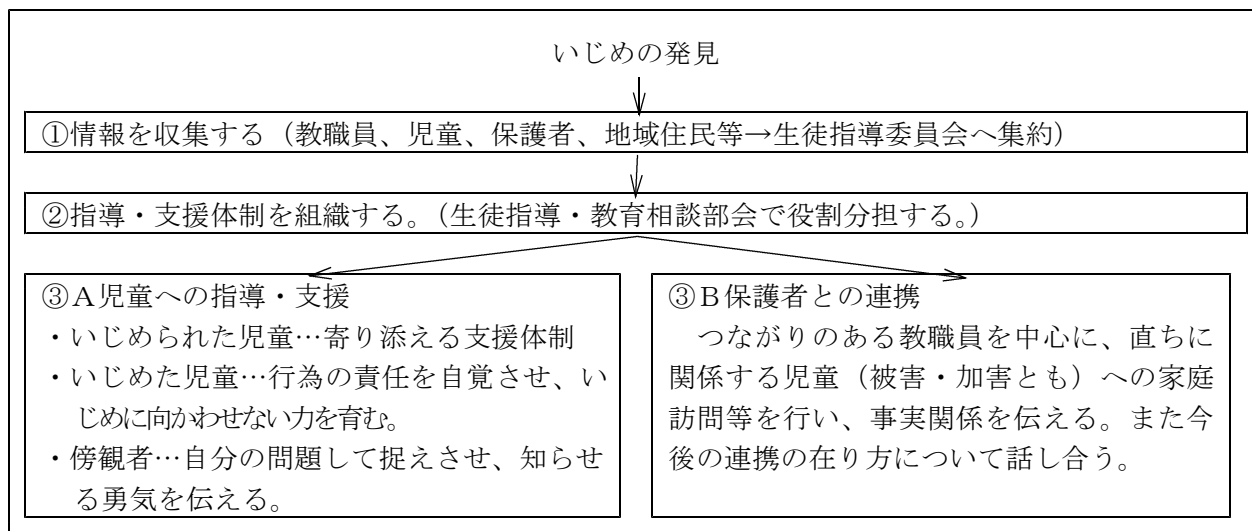 いじめの発見
①情報を収集する（教職員、児童、保護者、地域住民等→生徒指導委員会へ集約）
②指導・支援体制を組織する。（生徒指導・教育相談部会で役割分担する。）
③Ａ児童への指導・支援
・いじめられた児童…寄り添える支援体制
・いじめた児童…行為の責任を自覚させ、い
じめに向かわせない力を育む。
・傍観者…自分の問題して捉えさせ、知らせ
る勇気を伝える。
③Ｂ保護者との連携
つながりのある教職員を中心に、直ちに
関係する児童（被害・加害とも）への家庭
訪問等を行い、事実関係を伝える。また今
後の連携の在り方について話し合う。